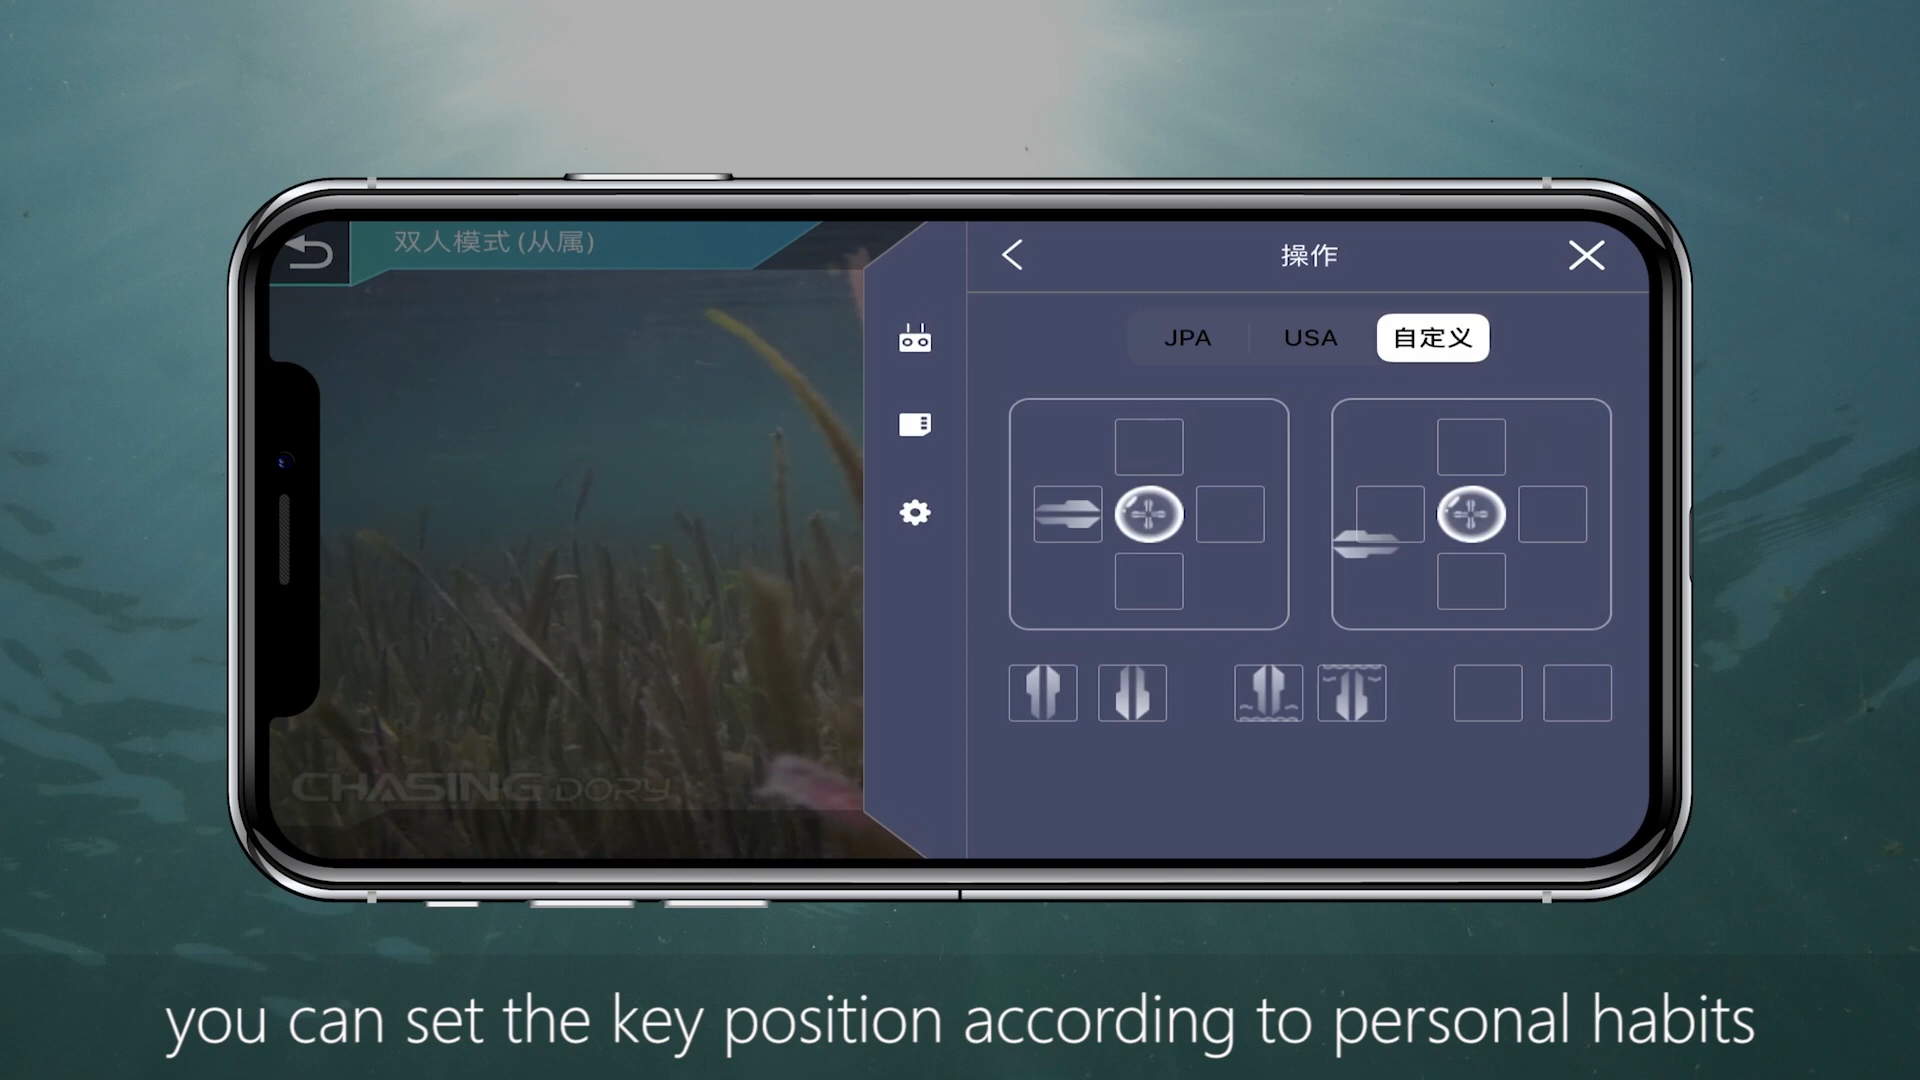 双人模式 (从属)
操作
JPA
USA
自定义
CHASING DORY
you can set the key position according to personal habits